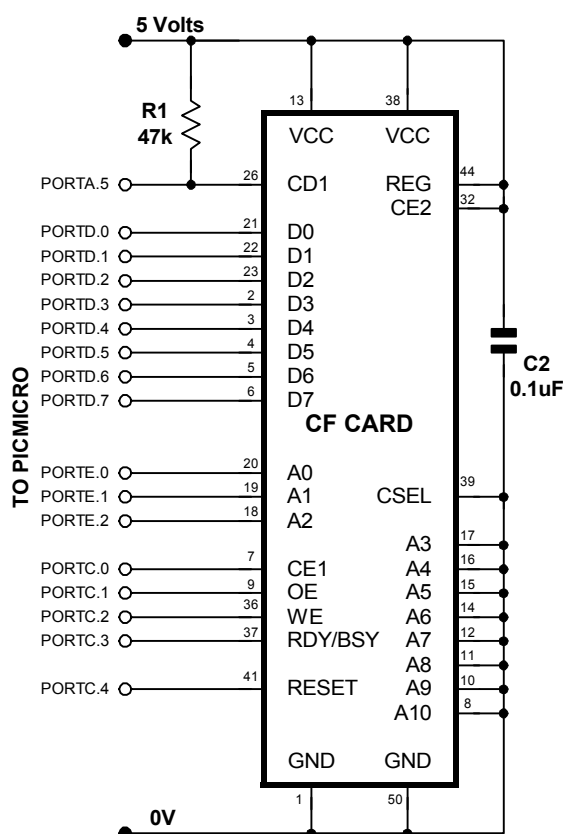 5 Volts
13 38
R1
47k
VCC VCC
PORTA.5 26 CD1 REG 44
CE2 32
PORTD.0 21 D0
PORTD.1 22 D1
PORTD.2 23 D2
PORTD.3 2 D3
PORTD.4 3 D4
PORTD.5 4 D5
PORTD.6 5 D6
PORTD.7 6 D7
C2
0.1uF
CF CARD
TO PICMICRO
PORTE.0 20 A0
PORTE.1 19 A1 CSEL 39
PORTE.2 18 A2
A3 17
PORTC.0 7 CE1 A4 16
PORTC.1 9 OE A5 15
PORTC.2 36 WE A6 14
PORTC.3 37 RDY/BSY A7 12
A8 11
PORTC.4 41 RESET A9 10
A10 8
GND GND
1 50
0V